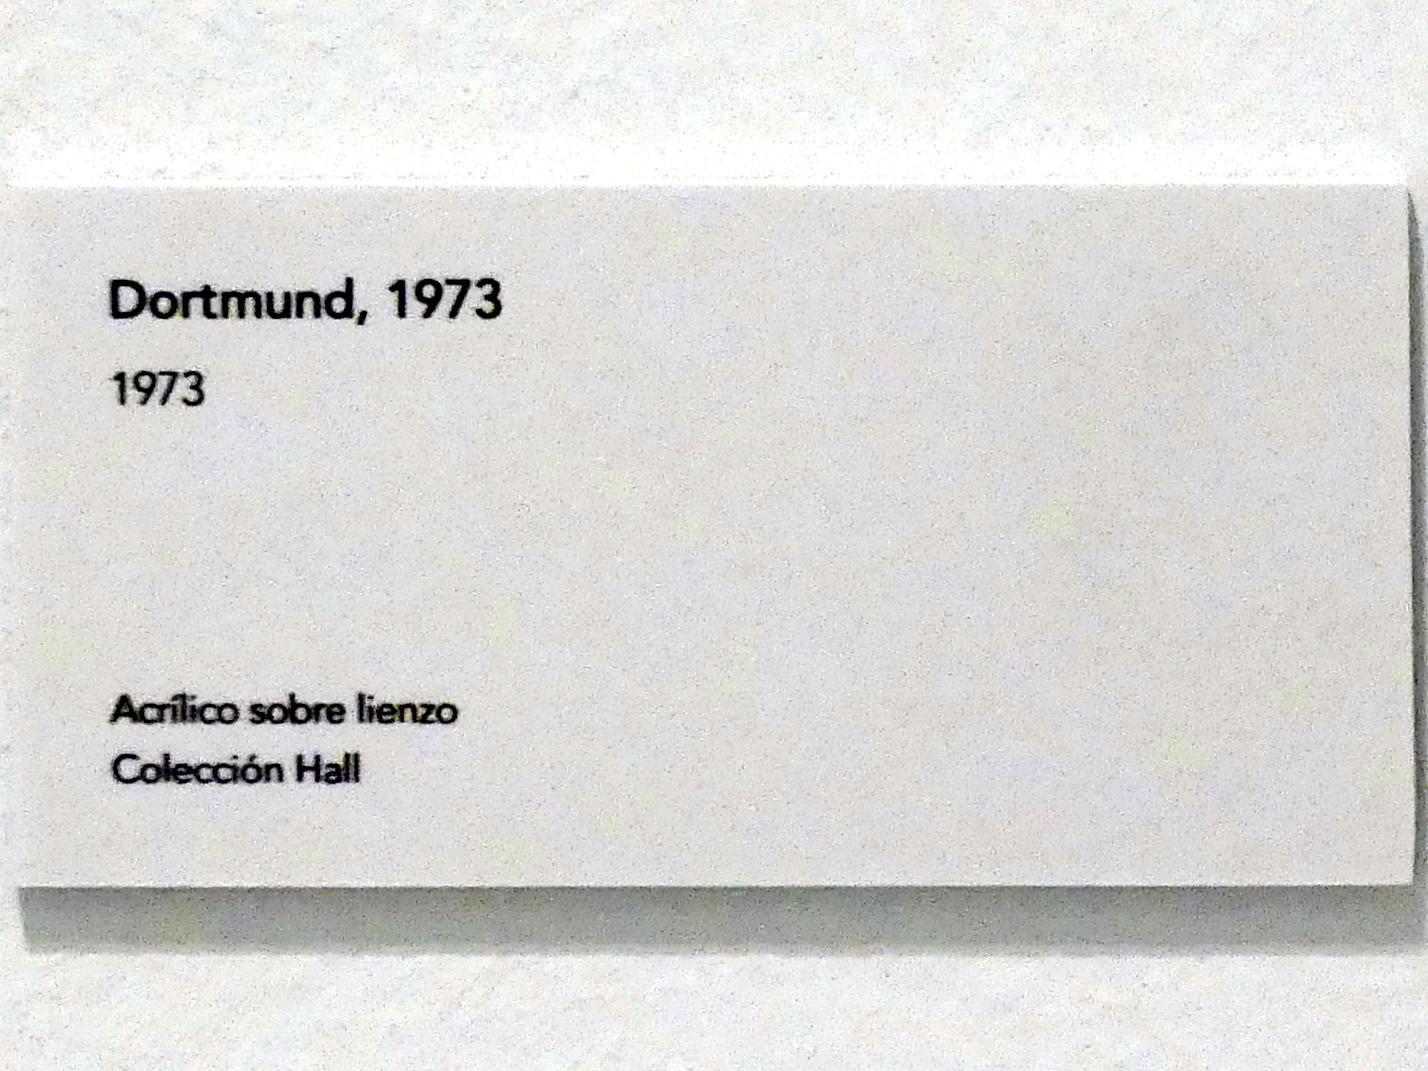 Dortmund, 1973
1973
Acrílico sobre lienzo
Colección Hall